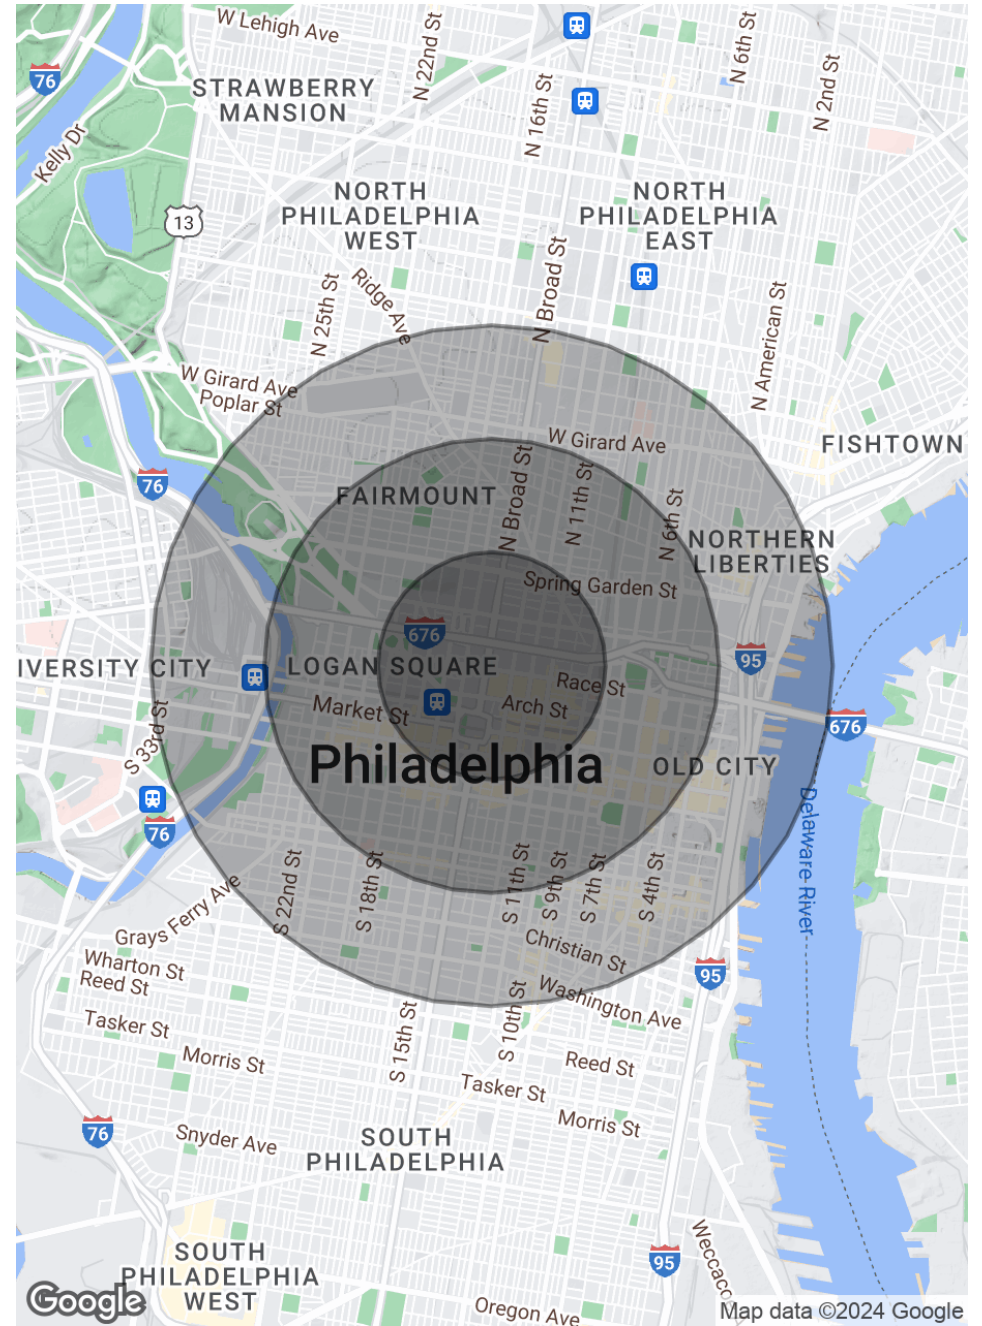 W Lehigh Ave
N 22nd St
N 6th St
76
STRAWBERRY
MANSION
N 16th St
N 2nd St
Kelly Dr
NORTH
PHILADELPHIA
WEST
NORTH
PHILADELPHIA
EAST
13
N 25th St
Ridge Ave
N Broad St
N American St
W Girard Ave
Poplar St
W Girard Ave
FISHTOWN
76
FAIRMOUNT
N Broad St
N 11th St
N 6th St
NORTHERN
LIBERTIES
Spring Garden St
676
IVERSITY CITY
LOGAN SQUARE
95
Race St
Market St
Arch St
S 33rd St
676
Philadelphia
OLD CITY
76
Delaware River
S 22nd St
S 18th St
S 11th St
S 9th St
S 7th St
S 4th St
Grays Ferry Ave
Christian St
Wharton St
Reed St
95
Washington Ave
Tasker St
S 15th St
S 10th St
Morris St
Reed St
Tasker St
76
Morris St
Snyder Ave
SOUTH
PHILADELPHIA
95
Weccaco
SOUTH
PHILADELPHIA
WEST
Google
Oregon Ave
Map data ©2024 Google